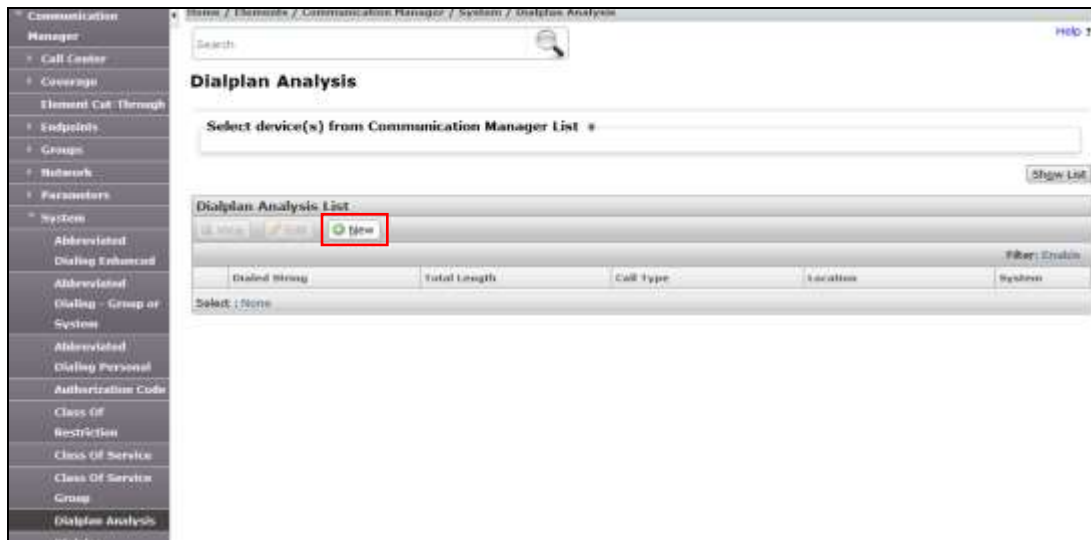 Communication
Manager
Call Center
Coverage
Element Cut Through
Endpoints
Groups
Network
Parameters
System
Abbreviated
Dialing Enhanced
Abbreviated
Dialing - Group or
System
Abbreviated
Dialing Personal
Authorization Code
Class Of
Restriction
Class Of Service
Class Of Service
Group
Dialplan Analysis
Home / Elements / Communication Manager / System / Dialplan Analysis
Help ?
Search
Dialplan Analysis
Select device(s) from Communication Manager List
Show List
Dialplan Analysis List
View Edit New
Filter: Enable
Dialed String Total Length Call Type Location System
Select : None